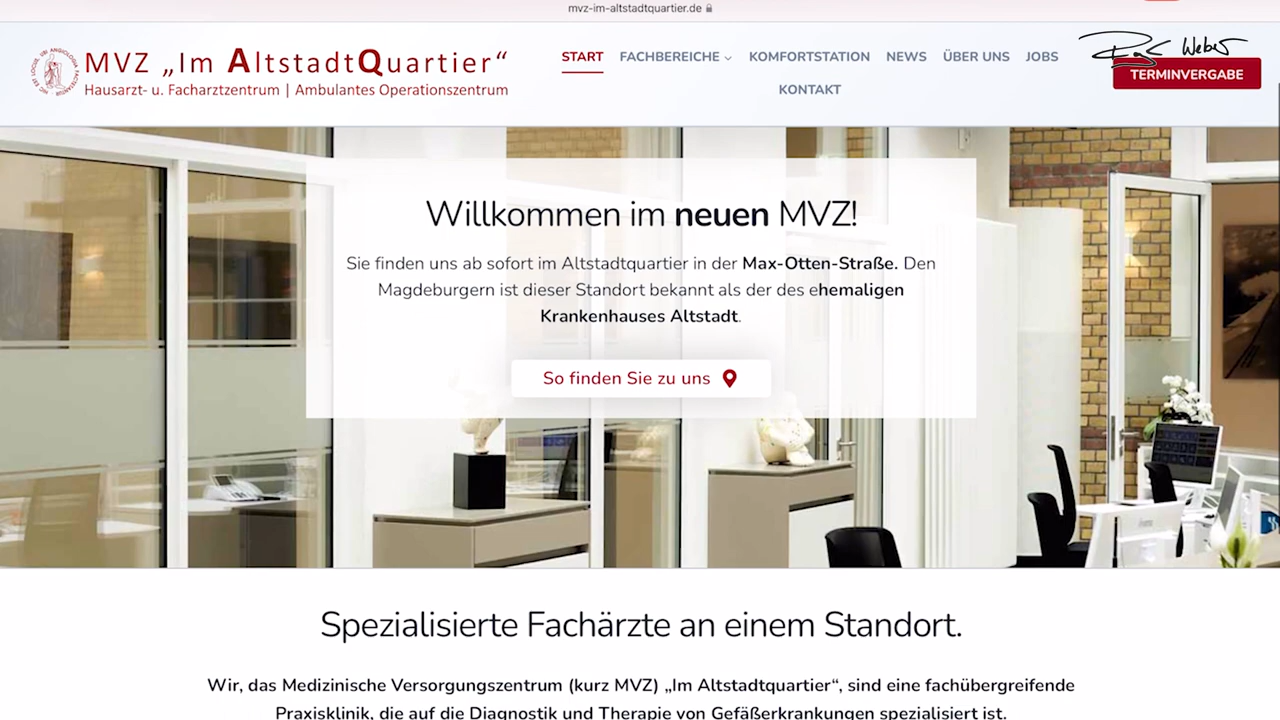 mvz-im-altstadtquartier.de
MVZ „Im AltstadtQuartier“
Hausarzt- u. Facharztzentrum | Ambulantes Operationszentrum
START FACHBEREICHE KOMFORTSTATION NEWS ÜBER UNS JOBS
KONTAKT
Weber
TERMINVERGABE
Willkommen im neuen MVZ!
Sie finden uns ab sofort im Altstadtquartier in der Max-Otten-Straße. Den
Magdeburgern ist dieser Standort bekannt als der des ehemaligen
Krankenhauses Altstadt.
So finden Sie zu uns
Spezialisierte Fachärzte an einem Standort.
Wir, das Medizinische Versorgungszentrum (kurz MVZ) „Im Altstadtquartier“, sind eine fachübergreifende
Praxisklinik, die auf die Diagnostik und Therapie von Gefäßerkrankungen spezialisiert ist.